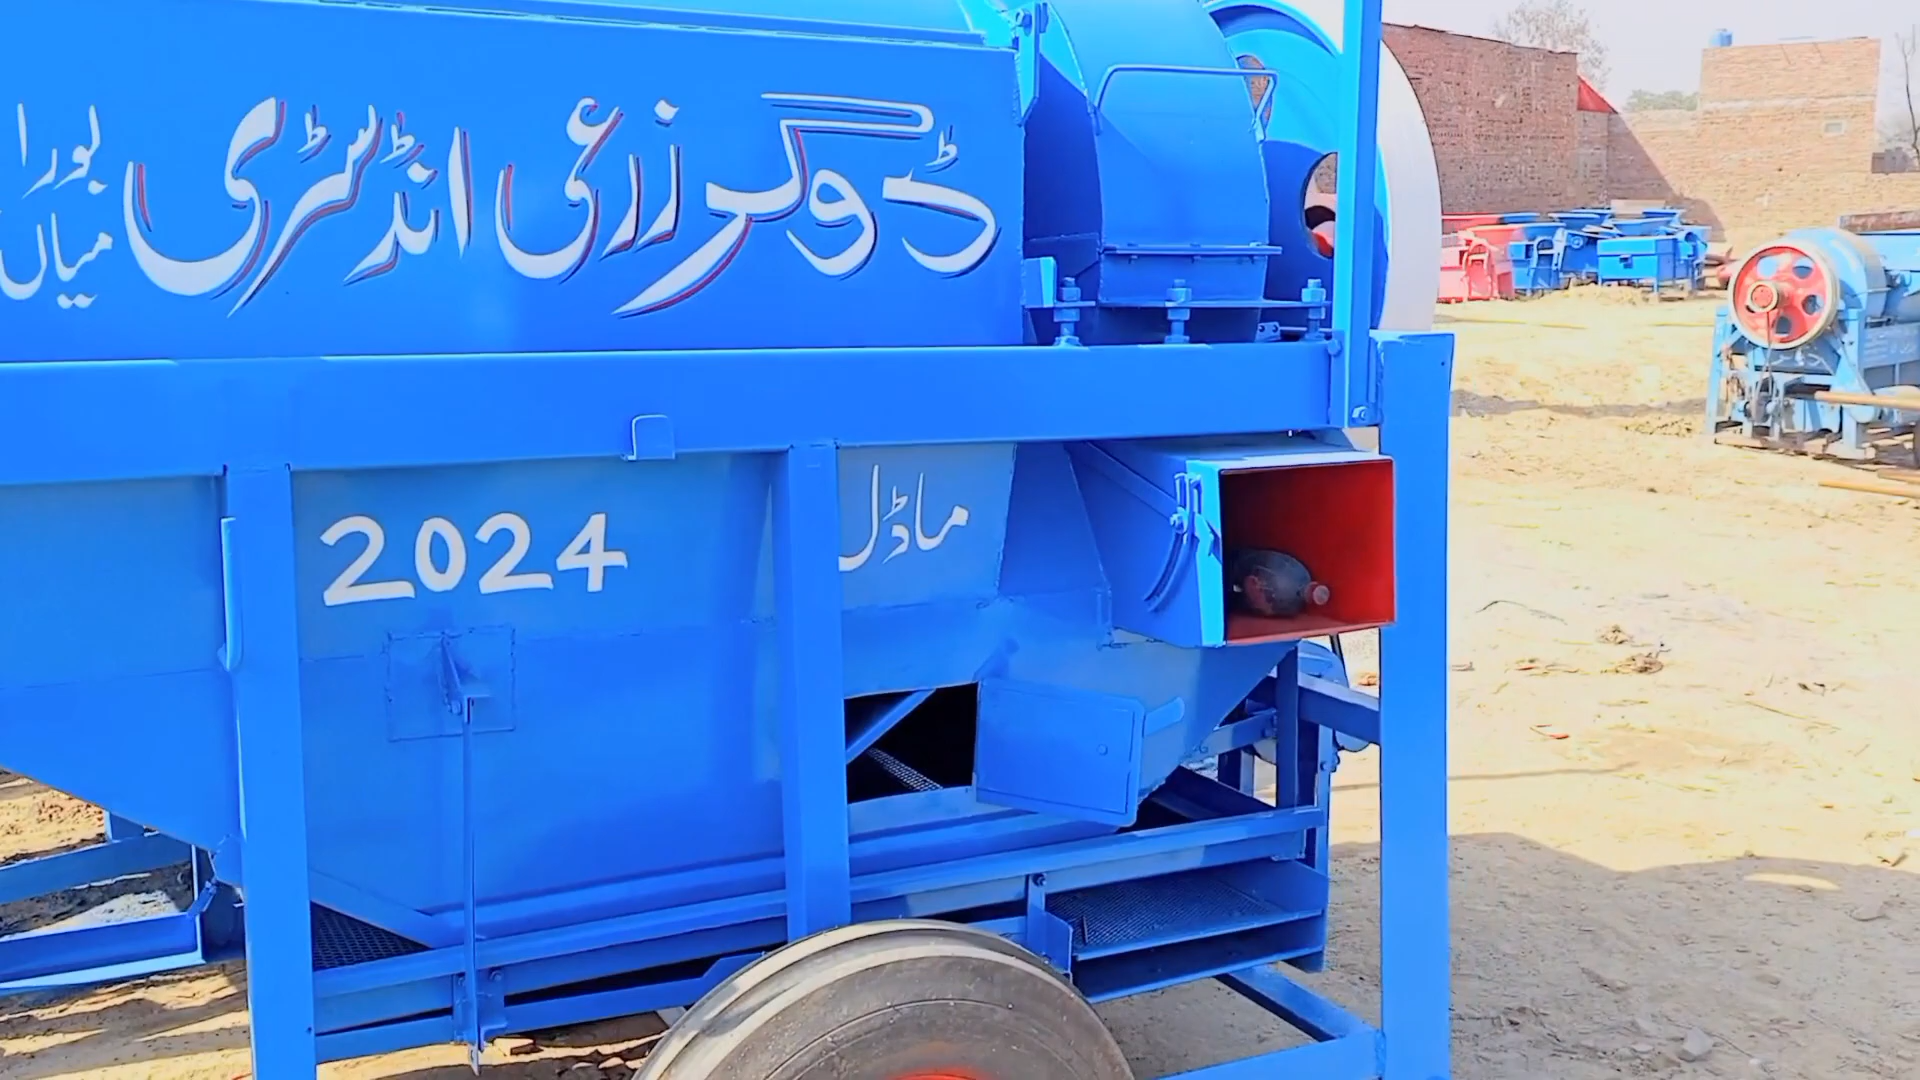 ڈوگر زرعی انڈسٹری
بورا
میاں
ماڈل
2024